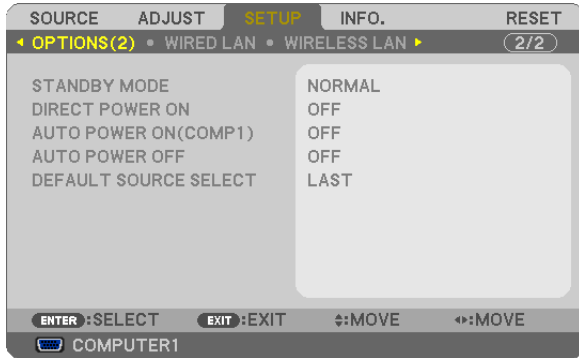 SOURCE ADJUST SETUP INFO. RESET
OPTIONS(2) • WIRED LAN • WIRELESS LAN 2/2
STANDBY MODE NORMAL
DIRECT POWER ON OFF
AUTO POWER ON(COMP1) OFF
AUTO POWER OFF OFF
DEFAULT SOURCE SELECT LAST
ENTER :SELECT EXIT :EXIT :MOVE :MOVE
COMPUTER1